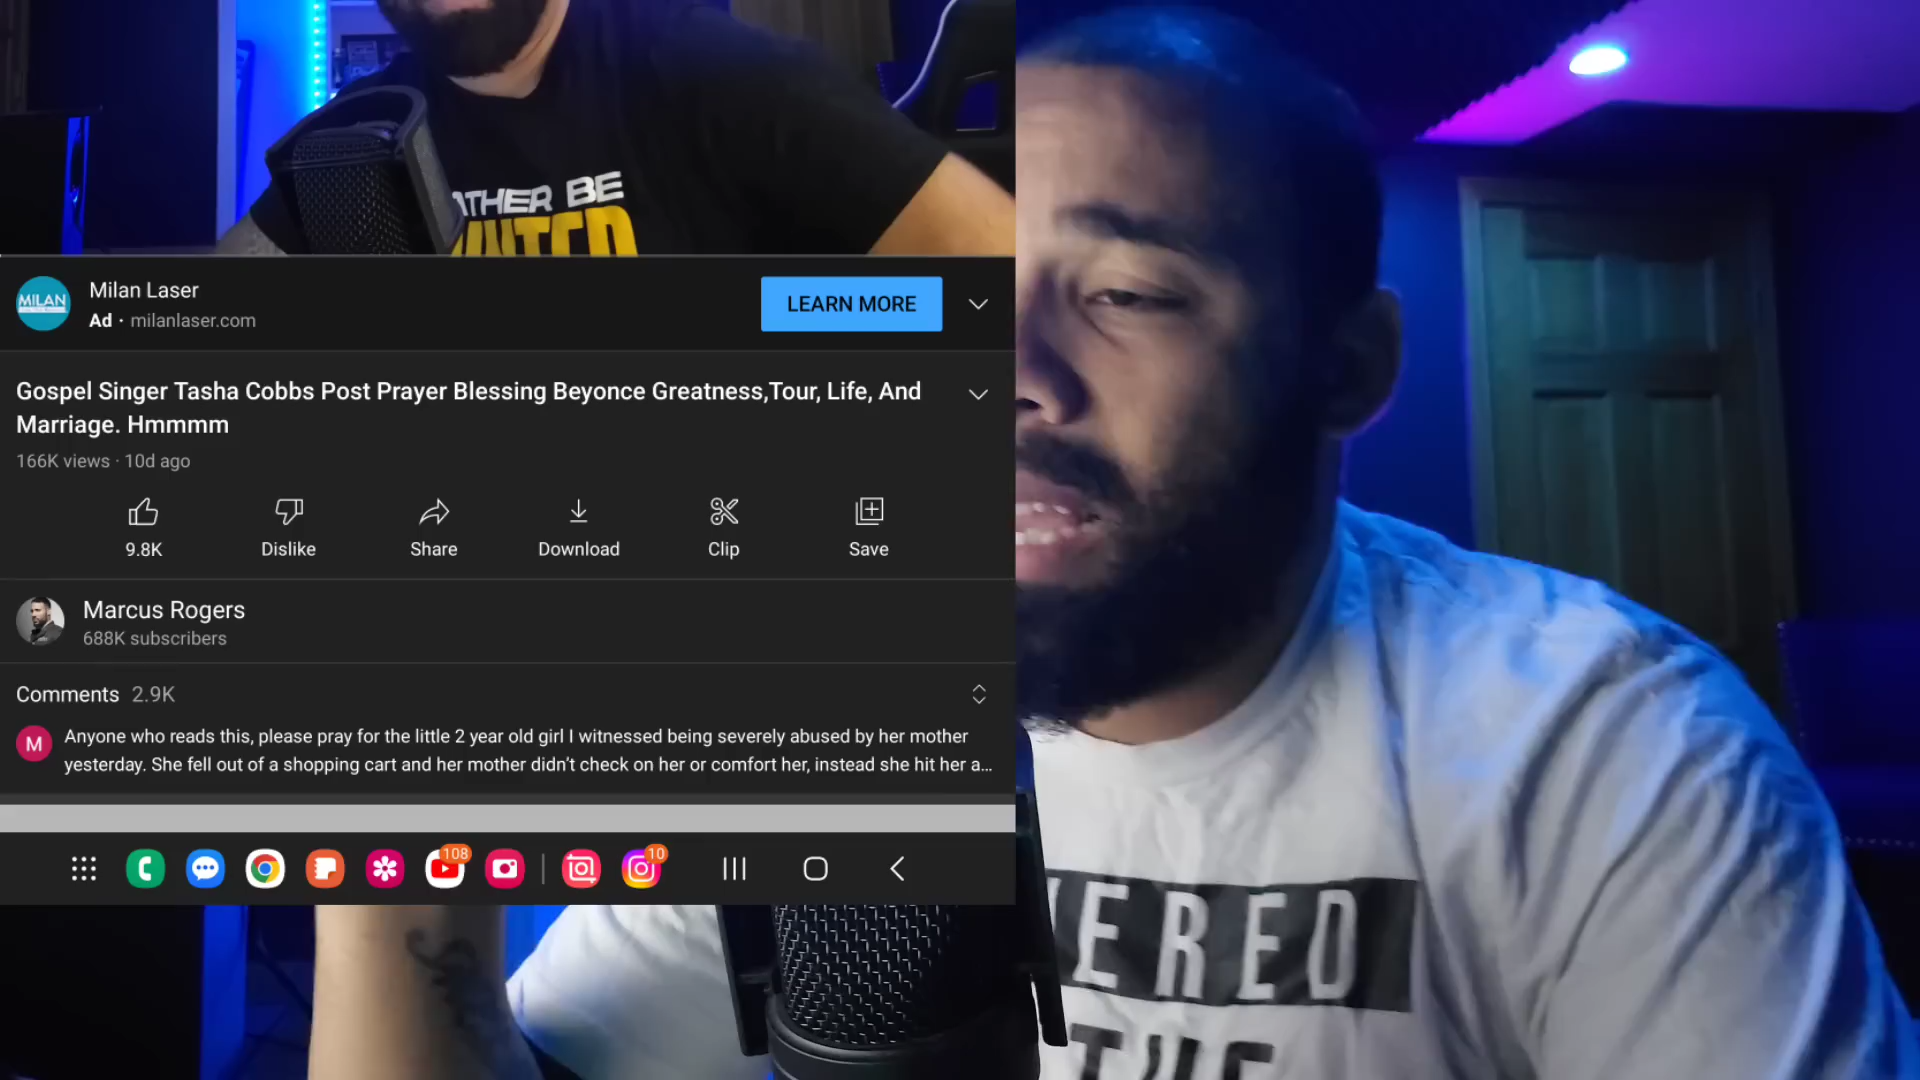 ATHER BE
MILAN
Milan Laser
Ad · milanlaser.com
LEARN MORE
Gospel Singer Tasha Cobbs Post Prayer Blessing Beyonce Greatness,Tour, Life, And
Marriage. Hmmmm
166K views · 10d ago
9.8K
Dislike
Share
Download
Clip
Save
Marcus Rogers
688K subscribers
Comments 2.9K
M
Anyone who reads this, please pray for the little 2 year old girl I witnessed being severely abused by her mother
yesterday. She fell out of a shopping cart and her mother didn't check on her or comfort her, instead she hit her a...
108
10
ERED
THE